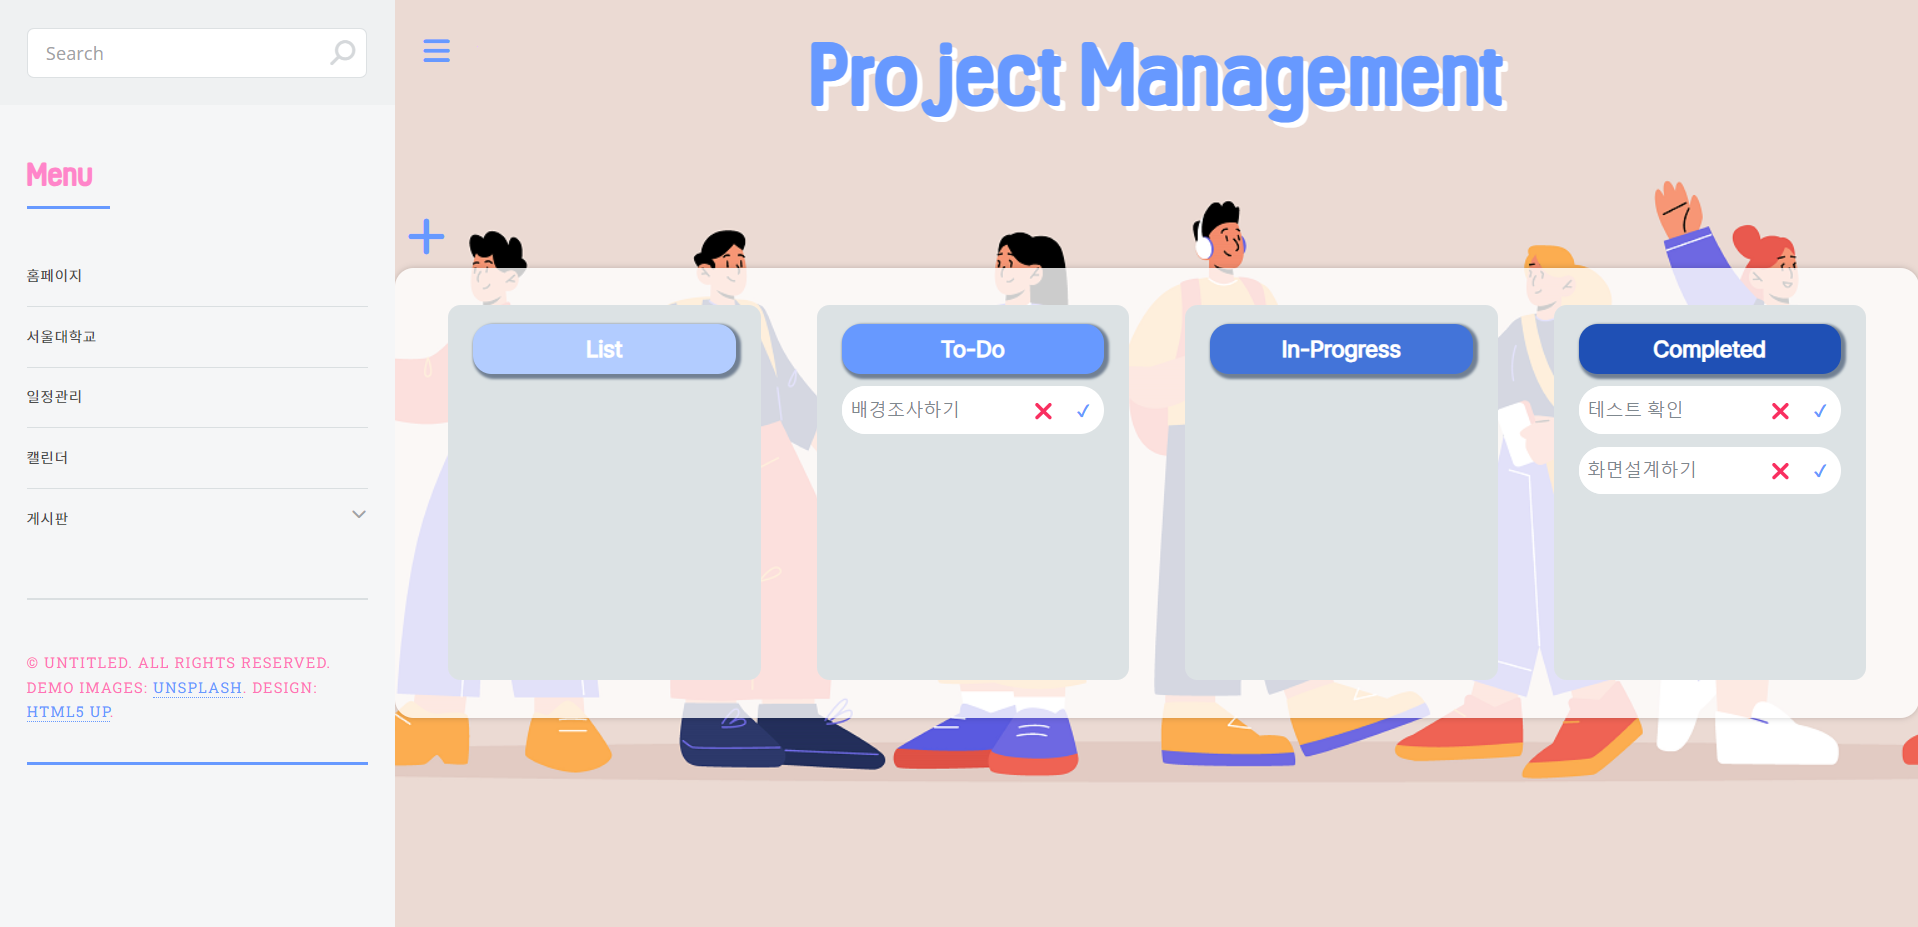 Search
Project Management
Menu
홈페이지
서울대학교
일정관리
캘린더
게시판
© UNTITLED. ALL RIGHTS RESERVED.
DEMO IMAGES: UNSPLASH. DESIGN:
HTML5 UP.
List
To-Do
배경조사하기
In-Progress
Completed
테스트 확인
화면설계하기